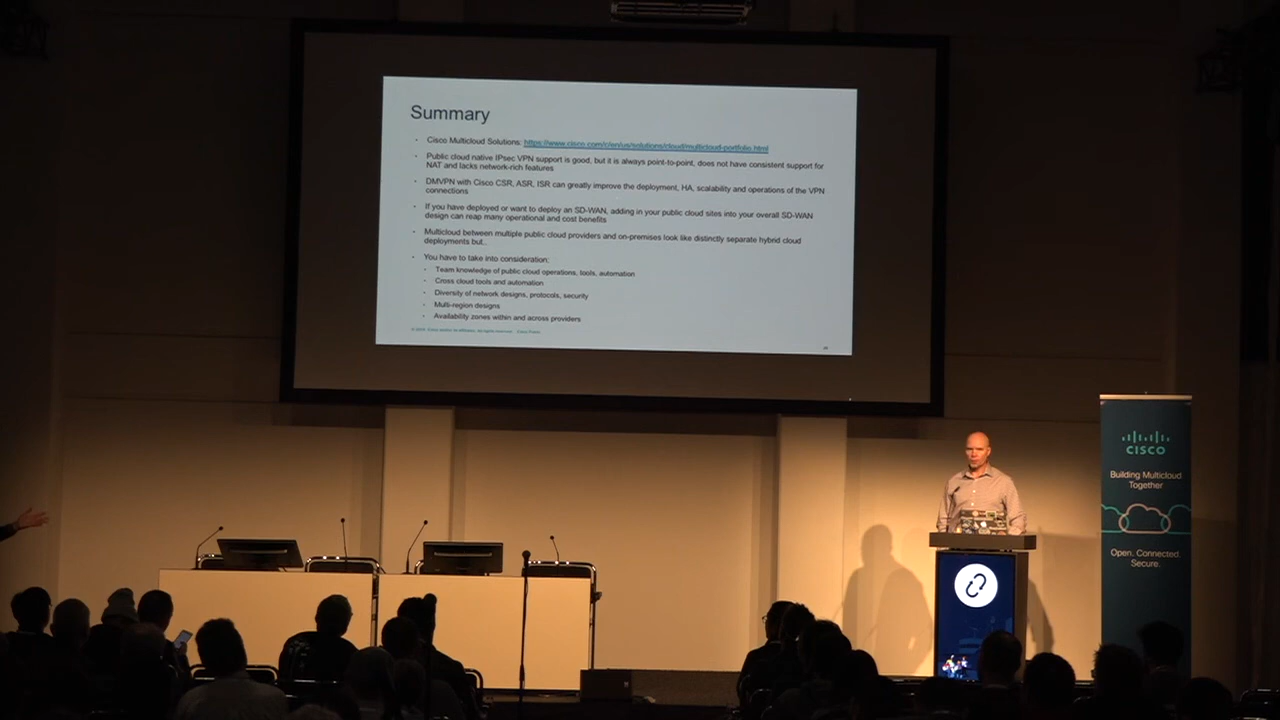 Summary
Cisco Multicloud Solutions: https://www.cisco.com/c/en/us/solutions/cloud/multicloud-portfolio.html
Public cloud native IPsec VPN support is good, but it is always point-to-point, does not have consistent support for
NAT and lacks network-rich features
DMVPN with Cisco CSR, ASR, ISR can greatly improve the deployment, HA, scalability and operations of the VPN
connections
If you have deployed or want to deploy an SD-WAN, adding in your public cloud sites into your overall SD-WAN
design can reap many operational and cost benefits
Multicloud between multiple public cloud providers and on-premises look like distinctly separate hybrid cloud
deployments but..
You have to take into consideration:
Team knowledge of public cloud operations, tools, automation
Cross cloud tools and automation
Diversity of network designs, protocols, security
Multi-region designs
Availability zones within and across providers
CISCO
Building Multicloud
Together
Open. Connected.
Secure.